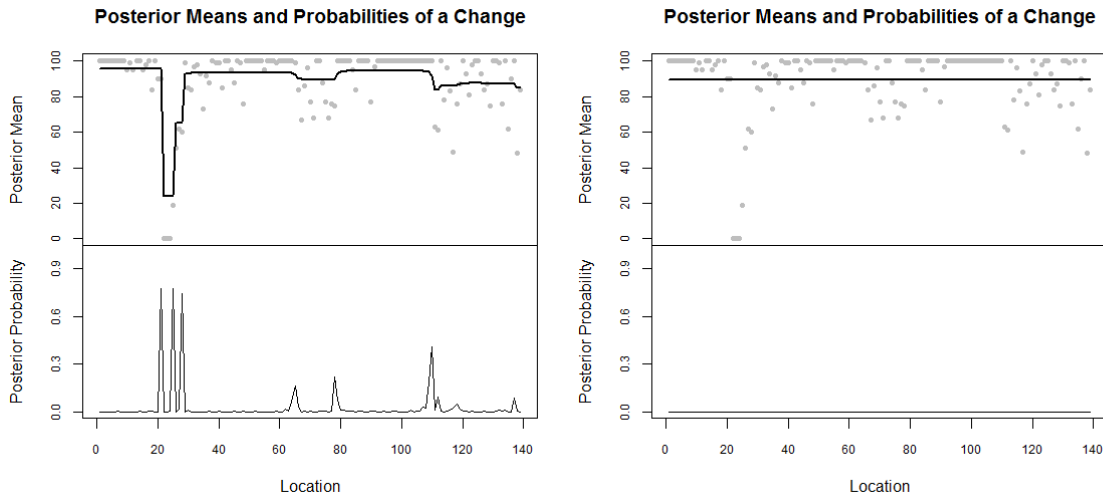 Posterior Means and Probabilities of a Change
Posterior Mean
100
80
60
40
20
0
Posterior Probability
0.9
0.6
0.3
0.0
0 20 40 60 80 100 120 140
Location
Posterior Means and Probabilities of a Change
Posterior Mean
100
80
60
40
20
0
Posterior Probability
0.9
0.6
0.3
0.0
0 20 40 60 80 100 120 140
Location